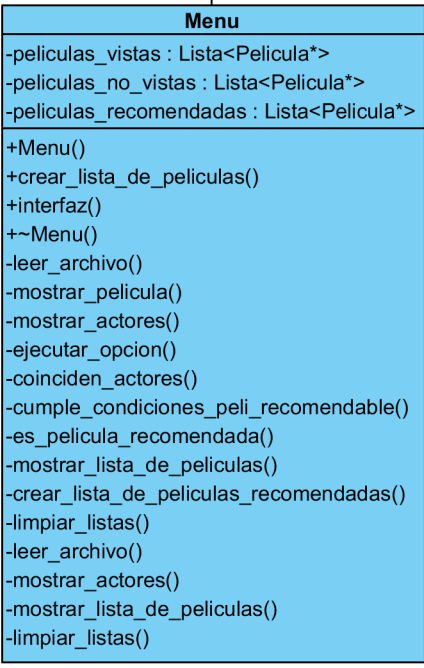 Menu
-peliculas_vistas : Lista<Pelicula*>
-peliculas_no_vistas : Lista<Pelicula*>
-peliculas_recomendadas : Lista<Pelicula*>
+Menu()
+crear_lista_de_peliculas()
+interfaz()
+~Menu()
-leer_archivo()
-mostrar_pelicula()
-mostrar_actores()
-ejecutar_opcion()
-coinciden_actores()
-cumple_condiciones_peli_recomendable()
-es_pelicula_recomendada()
-mostrar_lista_de_peliculas()
-crear_lista_de_peliculas_recomendadas()
-limpiar_listas()
-leer_archivo()
-mostrar_actores()
-mostrar_lista_de_peliculas()
-limpiar_listas()